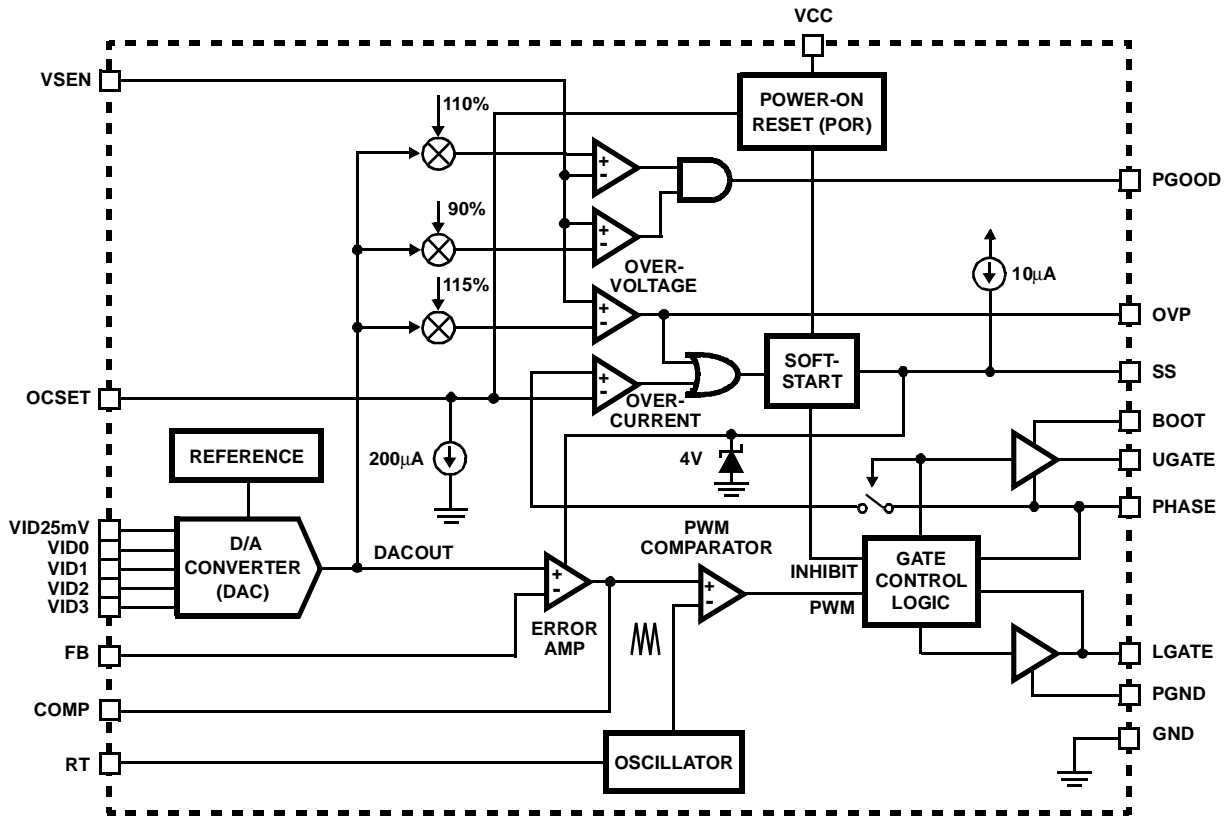 VCC
VSEN
110%
POWER-ON
RESET (POR)
+
-
PGOOD
90%
+
-
OVER-
VOLTAGE
10µA
115%
+
-
OVP
SOFT-
START
SS
OCSET
+
-
OVER-
CURRENT
BOOT
REFERENCE
200µA
4V
UGATE
PHASE
VID25mV
VID0
VID1
VID2
VID3
D/A
CONVERTER
(DAC)
DACOUT
+
-
ERROR
AMP
PWM
COMPARATOR
+
-
INHIBIT
PWM
GATE
CONTROL
LOGIC
FB
LGATE
PGND
COMP
GND
RT
OSCILLATOR